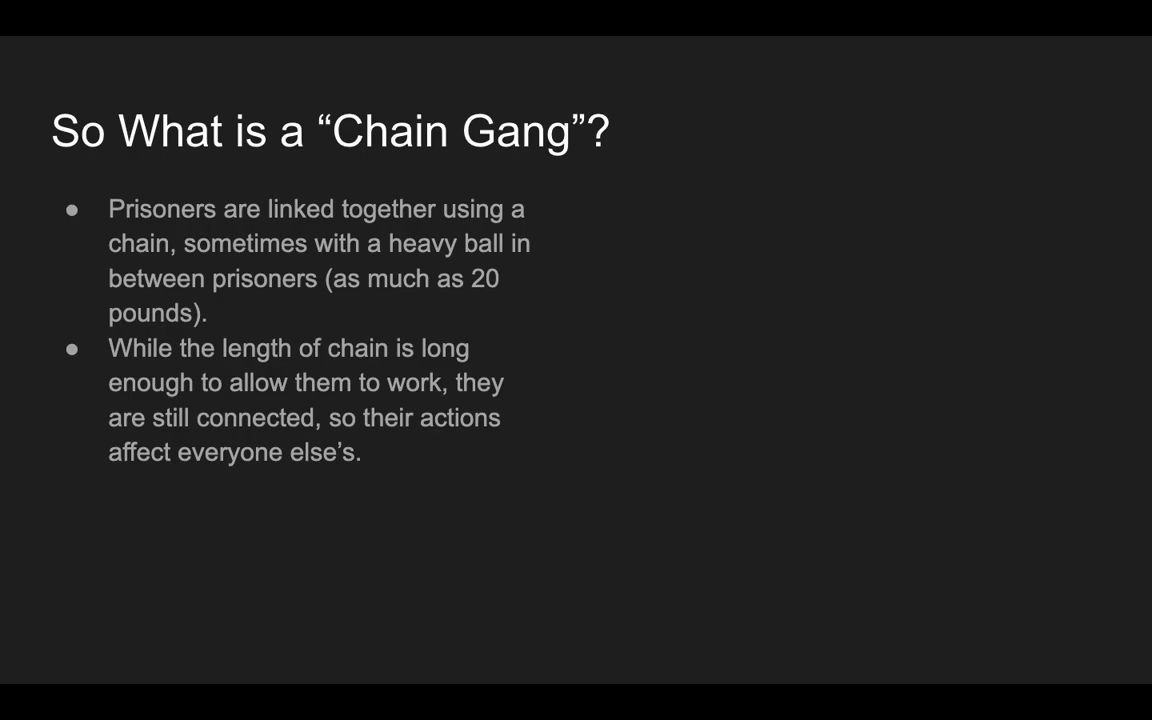 So What is a “Chain Gang”?
● Prisoners are linked together using a
chain, sometimes with a heavy ball in
between prisoners (as much as 20
pounds).
● While the length of chain is long
enough to allow them to work, they
are still connected, so their actions
affect everyone else’s.